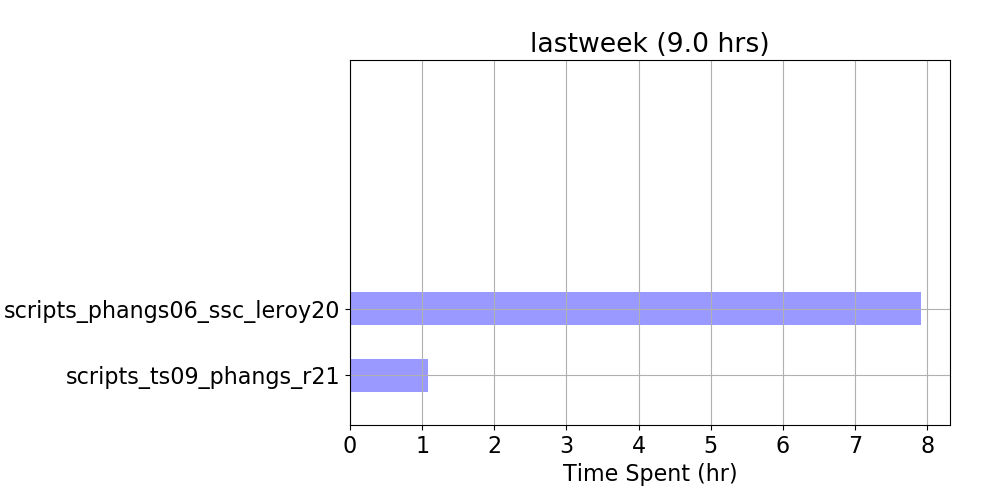 lastweek (9.0 hrs)
scripts_phangs06_ssc_leroy20
scripts_ts09_phangs_r21
0 1 2 3 4 5 6 7 8
Time Spent (hr)